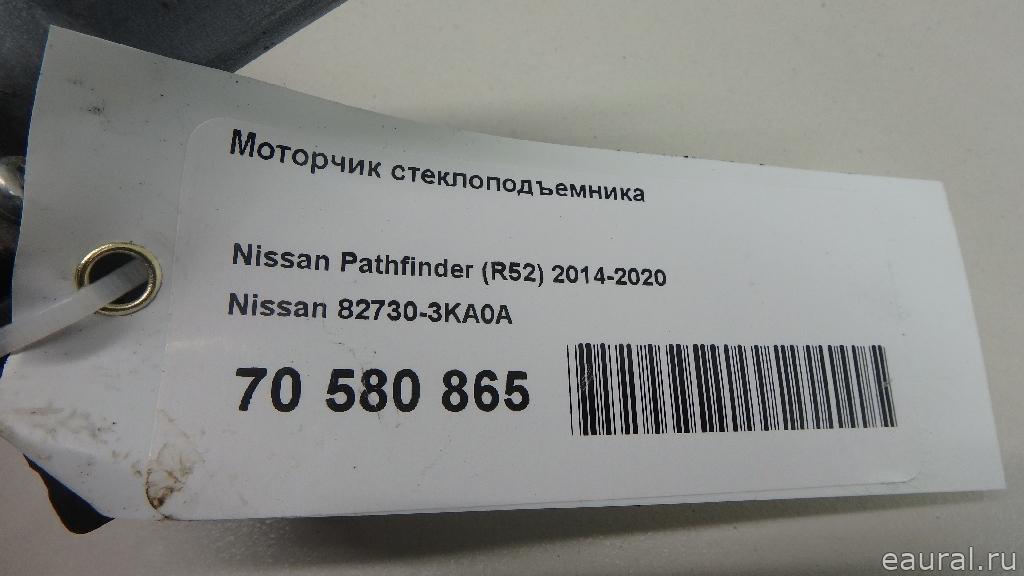 Моторчик стеклоподъемника
Nissan Pathfinder (R52) 2014-2020
Nissan 82730-3KA0A
70 580 865
eaural.ru